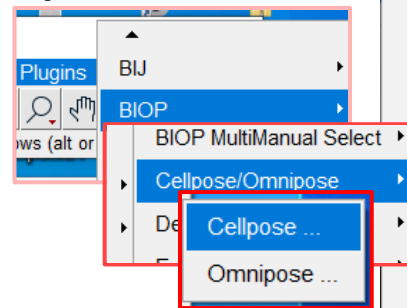 BIJ
Plugins
BIOP
ows (alt or
BIOP MultiManual Select
Cellpose/Omnipose
De
Cellpose ...
Omnipose ...